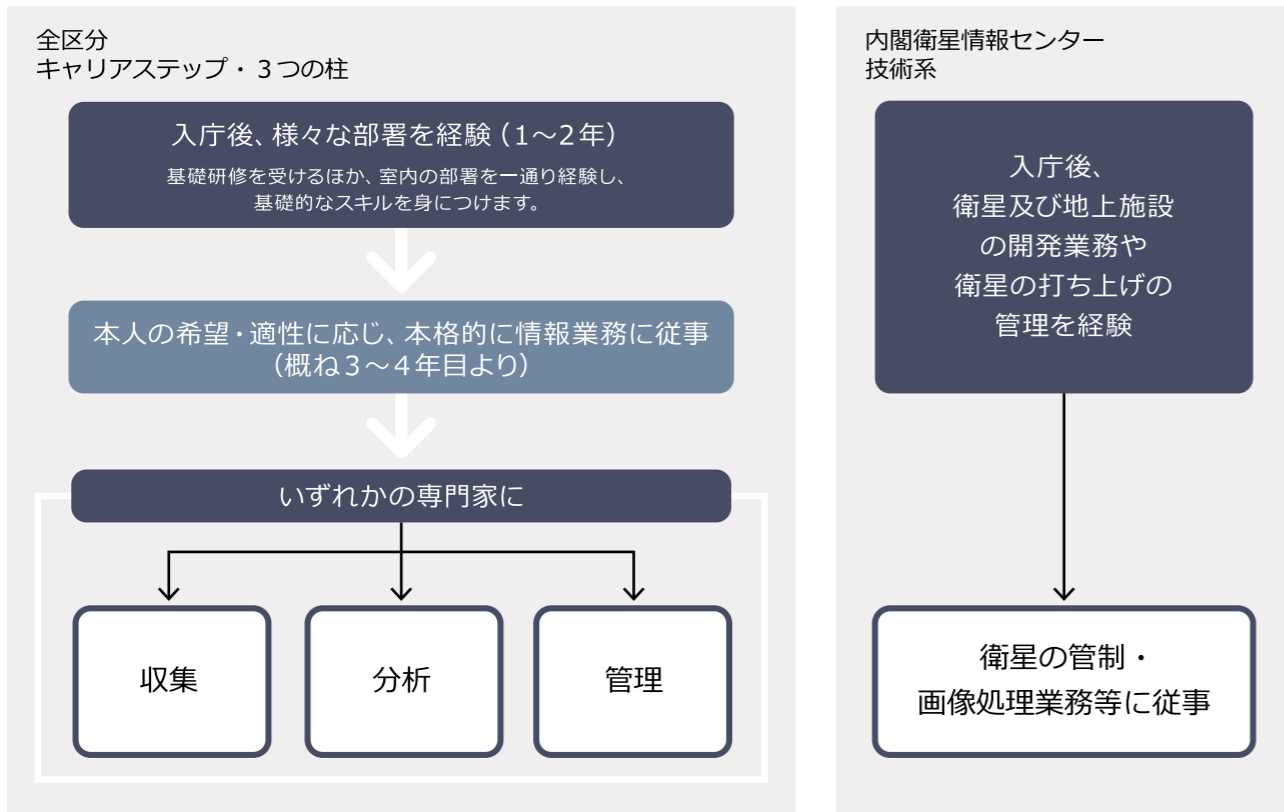 全区分
キャリアステップ・３つの柱
入庁後、様々な部署を経験（1～2年）
基礎研修を受けるほか、室内の部署を一通り経験し、
基礎的なスキルを身につけます。
本人の希望・適性に応じ、本格的に情報業務に従事
（概ね３～４年目より）
いずれかの専門家に
収集
分析
管理
内閣衛星情報センター
技術系
入庁後、
衛星及び地上施設
の開発業務や
衛星の打ち上げの
管理を経験
衛星の管制・
画像処理業務等に従事